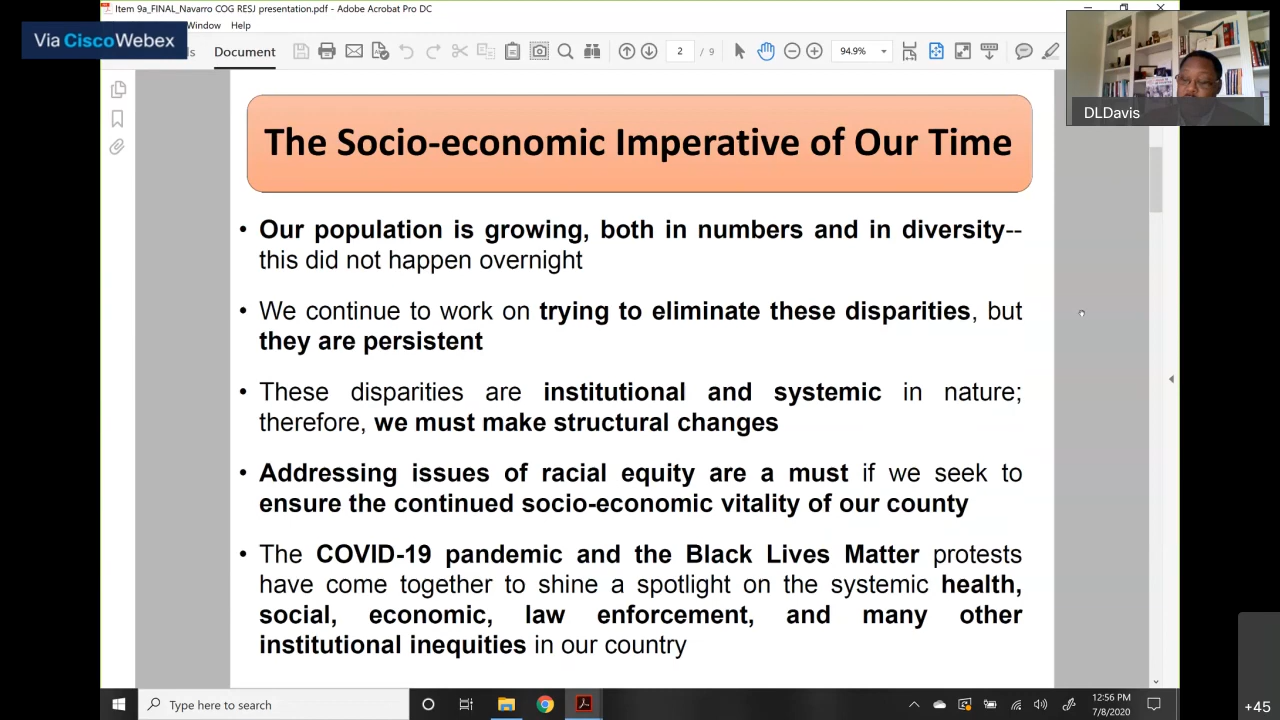 Item 9a_FINAL_Navarro COG RESJ presentation.pdf - Adobe Acrobat Pro DC
Via CiscoWebex
Window Help
ls Document 2 / 9 94.9%
DLDavis
The Socio-economic Imperative of Our Time
• Our population is growing, both in numbers and in diversity--
this did not happen overnight
• We continue to work on trying to eliminate these disparities, but
they are persistent
• These disparities are institutional and systemic in nature;
therefore, we must make structural changes
• Addressing issues of racial equity are a must if we seek to
ensure the continued socio-economic vitality of our county
• The COVID-19 pandemic and the Black Lives Matter protests
have come together to shine a spotlight on the systemic health,
social, economic, law enforcement, and many other
institutional inequities in our country
Type here to search
12:56 PM
7/8/2020
+45